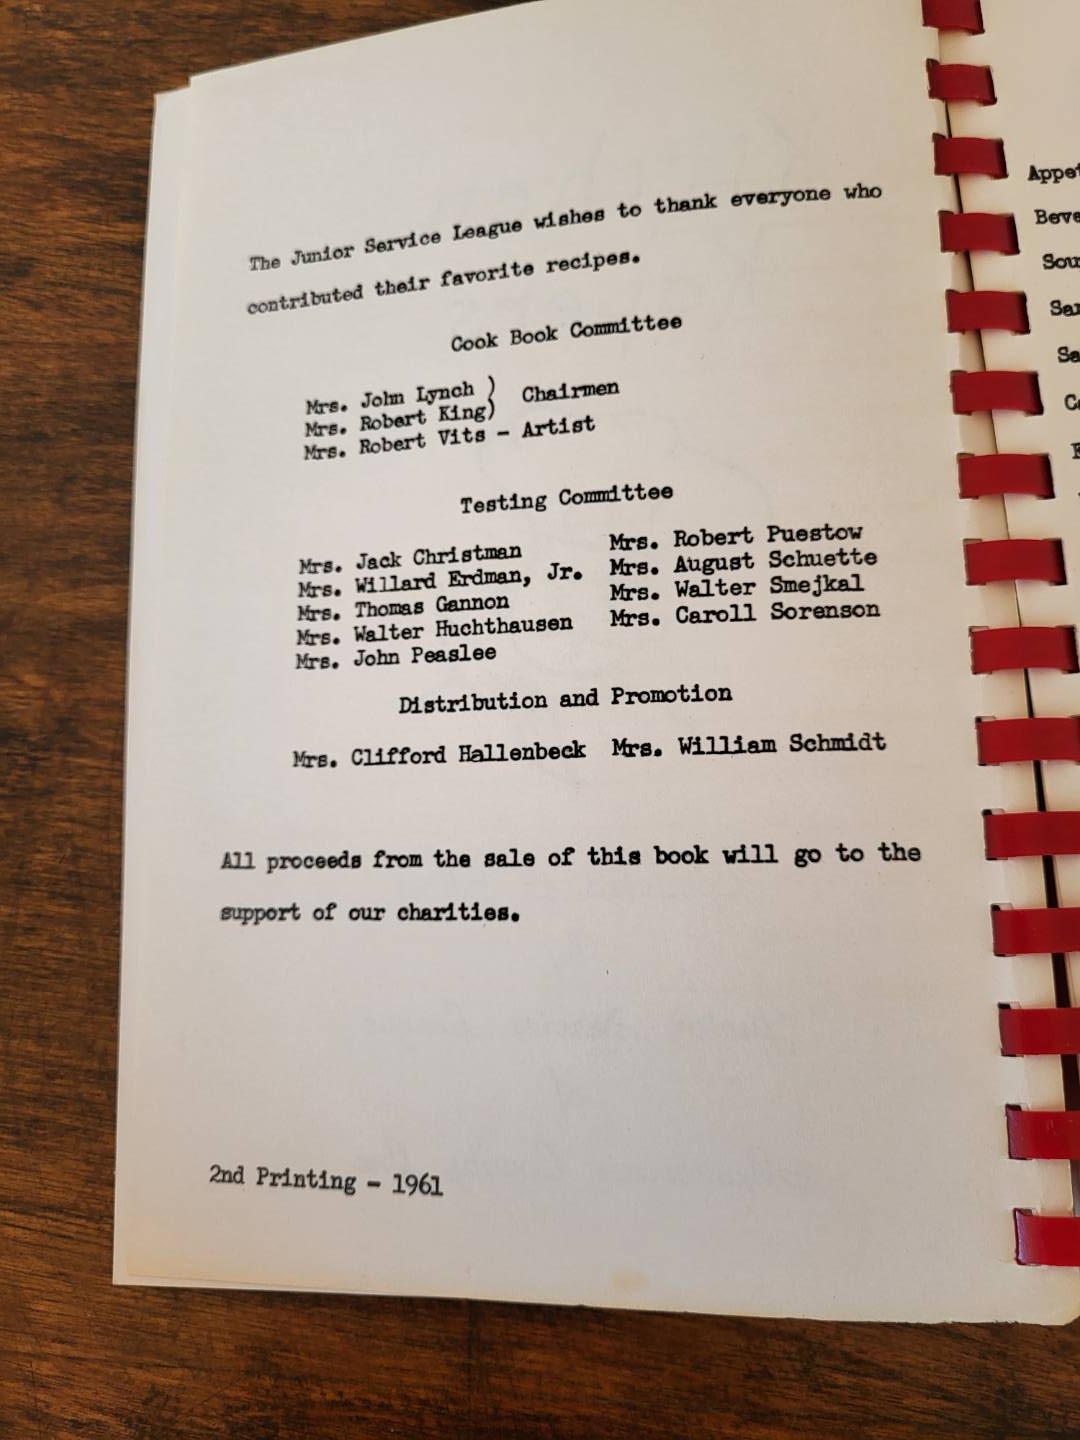 The Junior Service League wishes to thank everyone who
contributed their favorite recipes.
Cook Book Committee
Mrs. John Lynch )
Mrs. Robert King) Chairmen
Mrs. Robert Vits - Artist
Testing Committee
Mrs. Jack Christman
Mrs. Willard Erdman, Jr.
Mrs. Thomas Gannon
Mrs. Walter Huchthausen
Mrs. John Peaslee
Mrs. Robert Puestow
Mrs. August Schuette
Mrs. Walter Smejkal
Mrs. Caroll Sorenson
Distribution and Promotion
Mrs. Clifford Hallenbeck Mrs. William Schmidt
All proceeds from the sale of this book will go to the
support of our charities.
2nd Printing - 1961
Appet
Beve
Sou
Sa